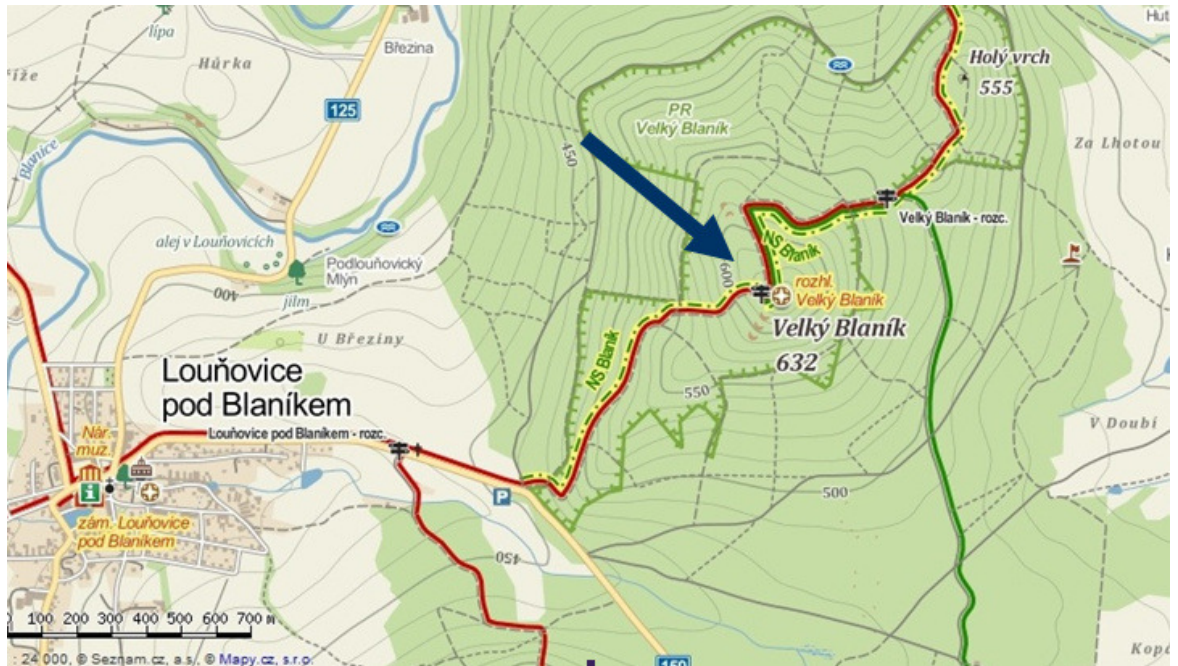 lípa
Hůrka
Březina
125
Blanice
íže
Hut
Holý vrch
555
PR
Velký Blaník
450
Za Lhotou
Velký Blaník - rozc.
alej v Louňovicích
Podlouňovický
Mlýn
jilm
400
NS Blaník
600
rozhl.
Velký Blaník
Velký Blaník
632
U Březiny
NS Blaník
550
Louňovice
pod Blaníkem
Louňovice pod Blaníkem - rozc.
Nár.
muz.
V Doubí
P
500
i
zám. Louňovice
pod Blaníkem
450
100 200 300 400 500 600 700 m
: 24 000, © Seznam.cz, a.s., © Mapy.cz, s.r.o.
150
Kopa